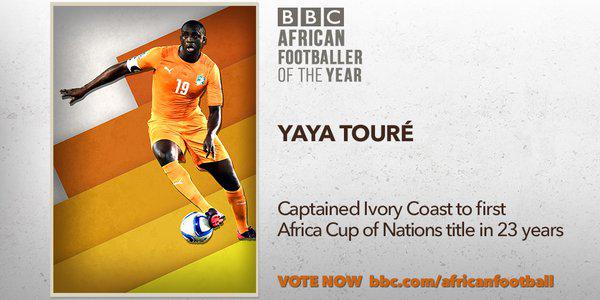 BBC
AFRICAN
FOOTBALLER
OF THE YEAR
19
YAYA TOURÉ
Captained Ivory Coast to first
Africa Cup of Nations title in 23 years
VOTE NOW bbc.com/africanfootball